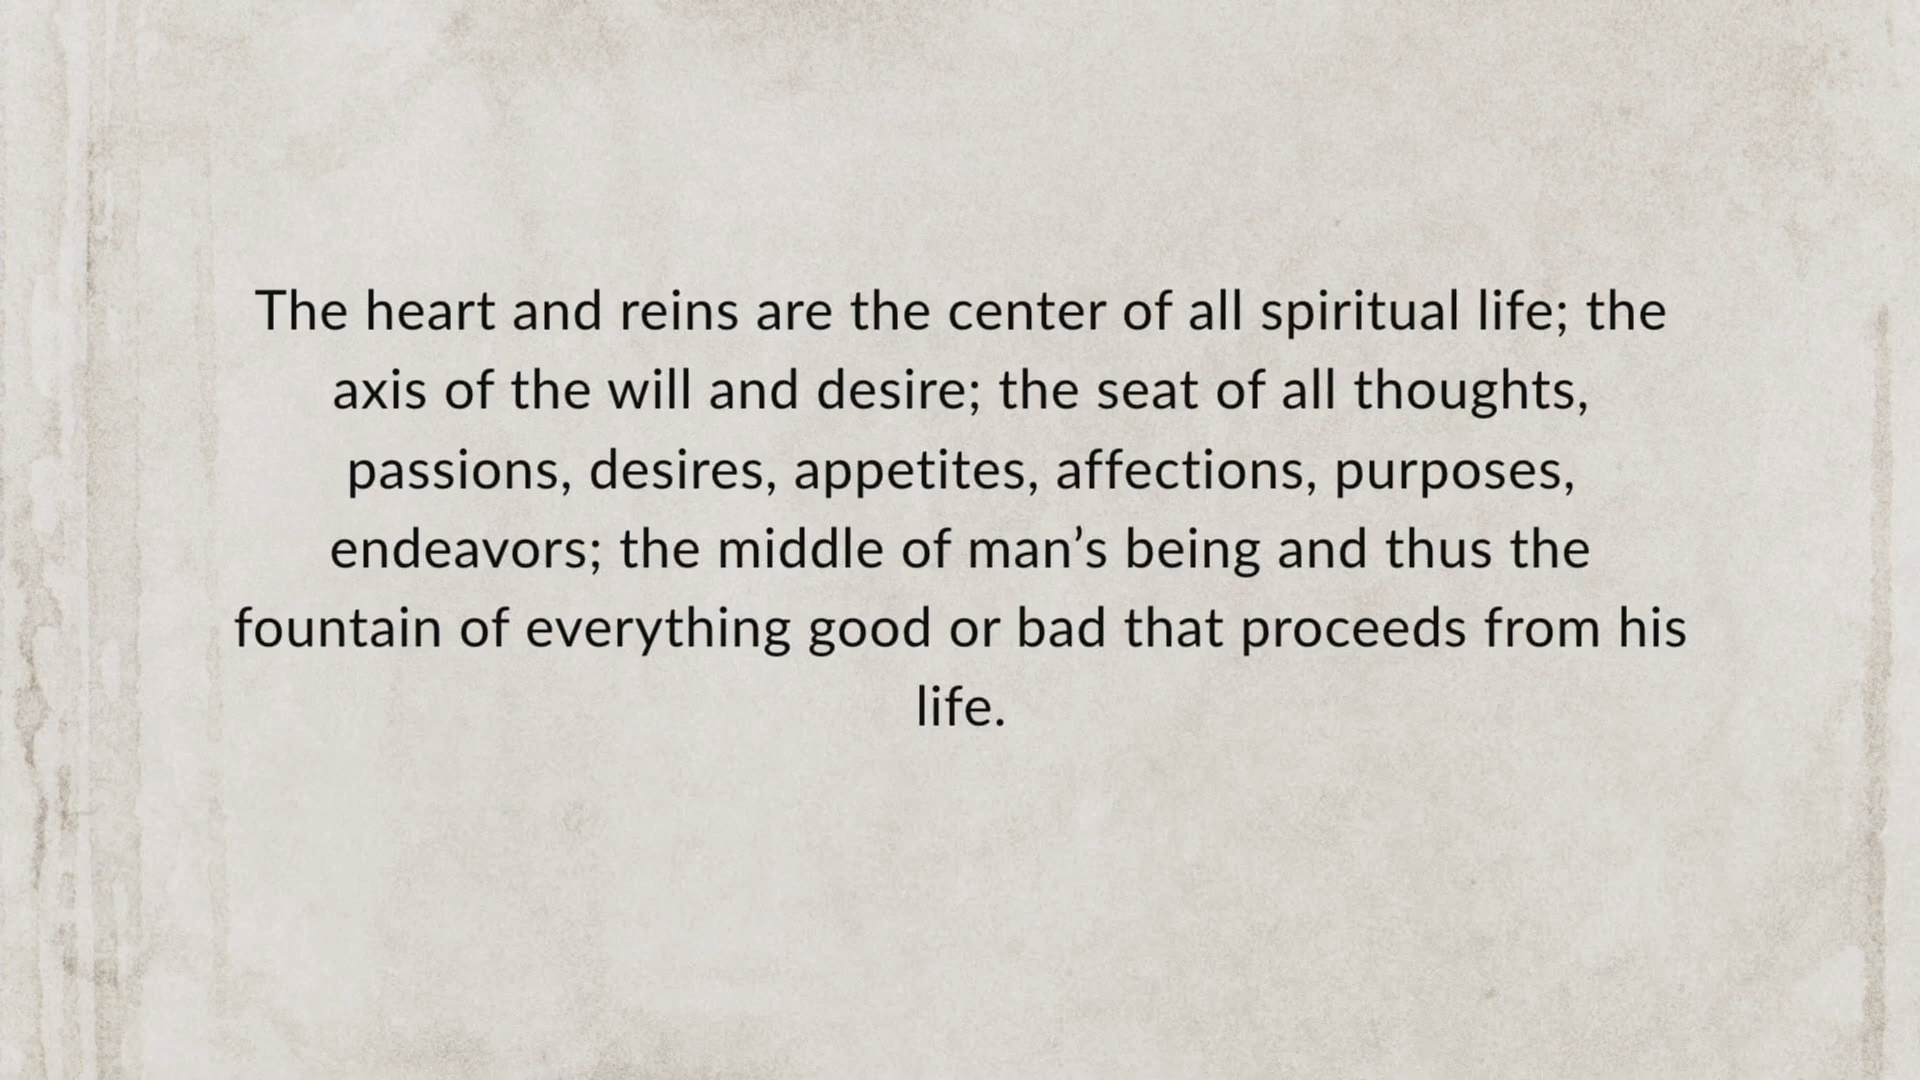 The heart and reins are the center of all spiritual life; the
axis of the will and desire; the seat of all thoughts,
passions, desires, appetites, affections, purposes,
endeavors; the middle of man’s being and thus the
fountain of everything good or bad that proceeds from his
life.